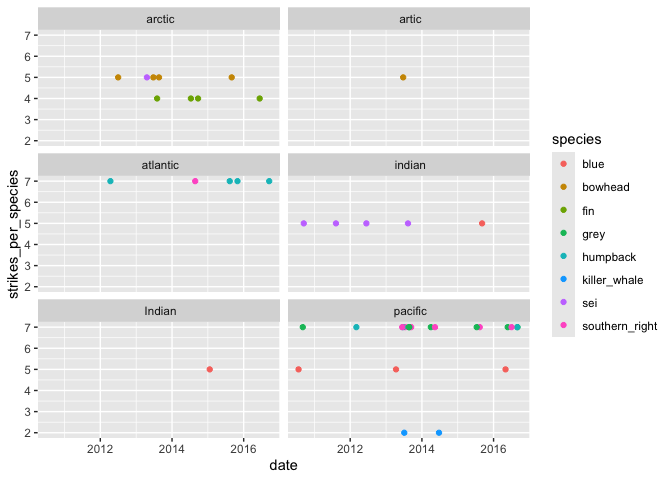 arctic
artic
7
6
5
4
3
2
atlantic
indian
7
6
5
4
3
2
Indian
pacific
7
6
5
4
3
2
2012 2014 2016
2012 2014 2016
date
strikes_per_species
species
blue
bowhead
fin
grey
humpback
killer_whale
sei
southern_right